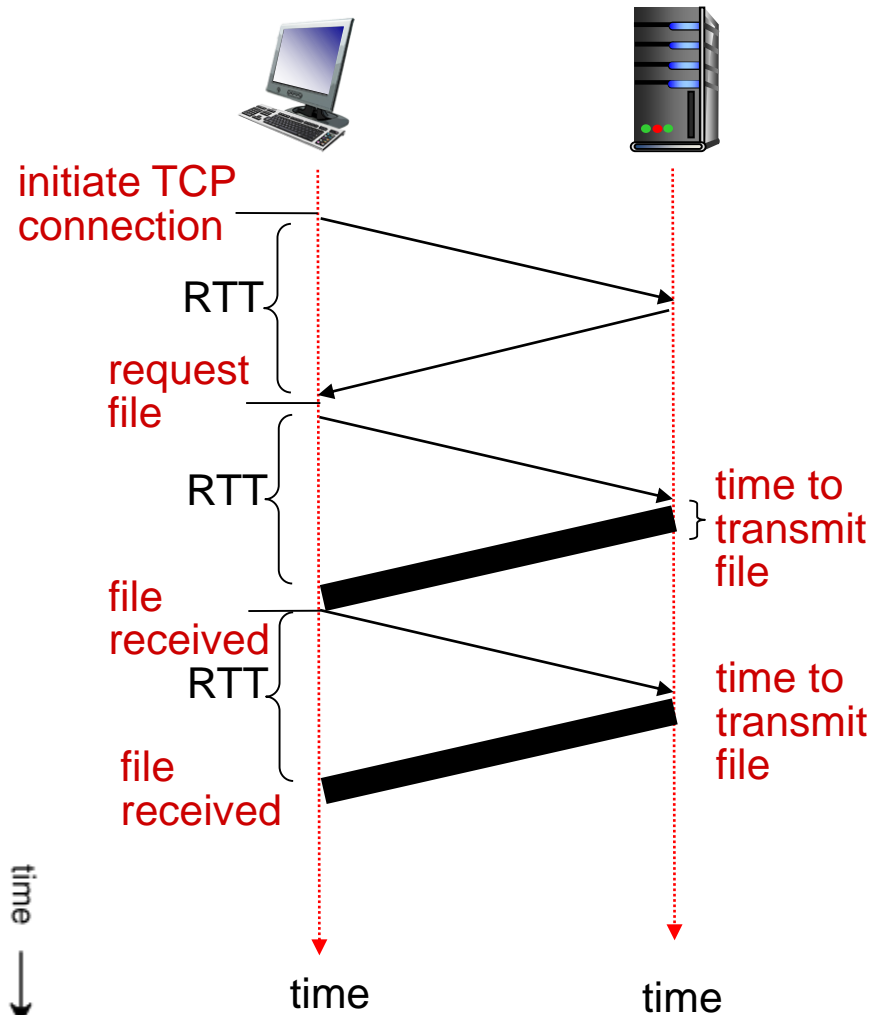 initiate TCP
connection
RTT
request
file
RTT
time to
transmit
file
file
received
RTT
time to
transmit
file
file
received
time
time
time